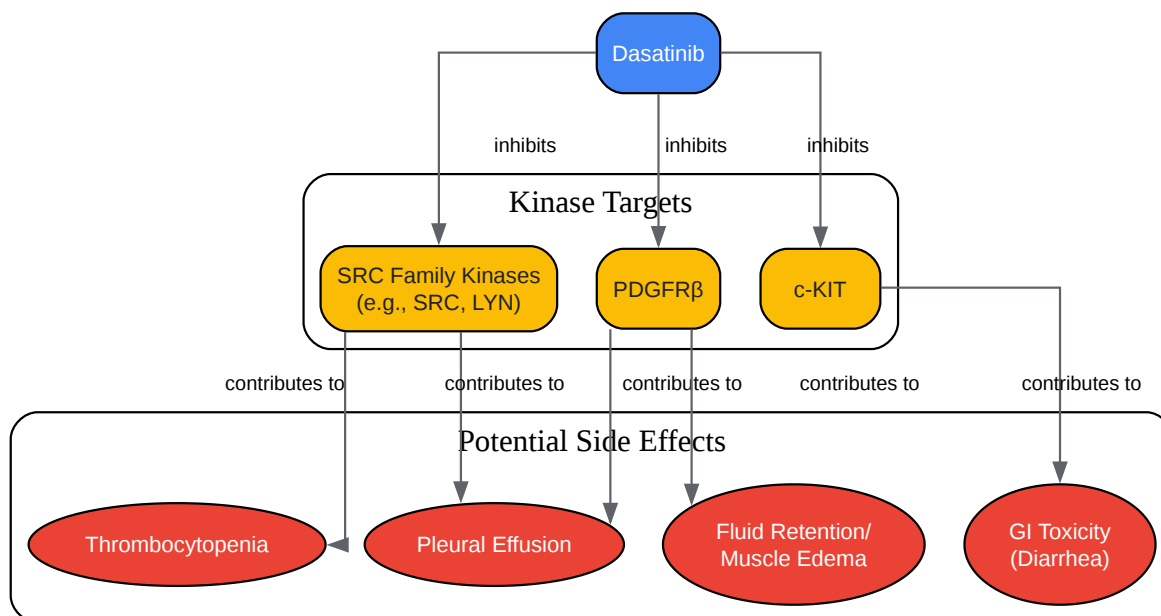 Dasatinib
inhibits
inhibits
inhibits
Kinase Targets
SRC Family Kinases
(e.g., SRC, LYN)
PDGFRβ
c-KIT
contributes to
contributes to
contributes to
contributes to
contributes to
Potential Side Effects
Thrombocytopenia
Pleural Effusion
Fluid Retention/
Muscle Edema
GI Toxicity
(Diarrhea)